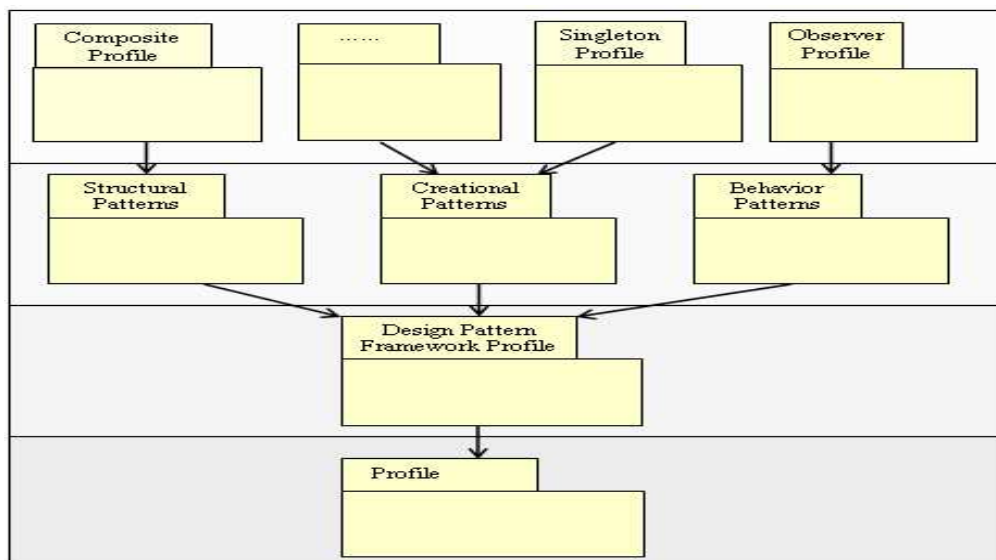 Composite
Profile
......
Singleton
Profile
Observer
Profile
Structural
Patterns
Creational
Patterns
Behavior
Patterns
Design Pattern
Framework Profile
Profile